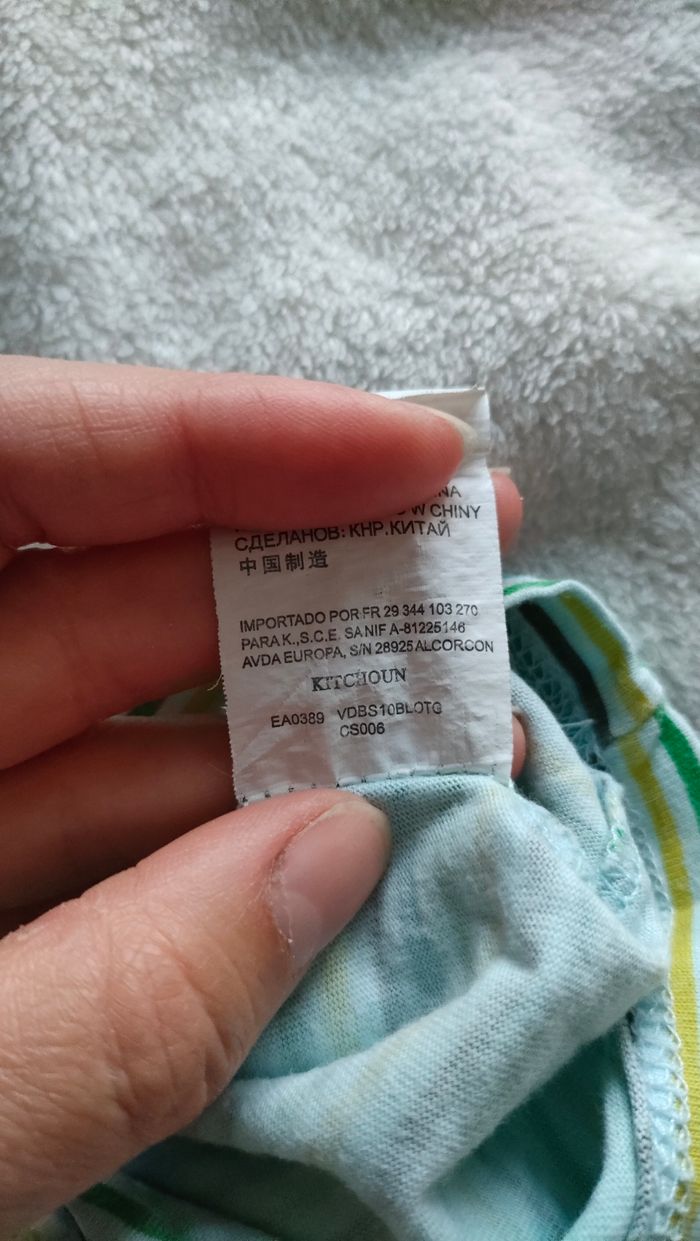 W CHINY
СДЕЛАНОВ: КНР.КИТАЙ
中国制造
IMPORTADO POR FR 29 344 103 270
PARA K., S.C.E. SA NIF A-81225146
AVDA EUROPA, S/N 28925 ALCORCON
KITCHOUN
EA0389 VDBS10BLOTG
CS006